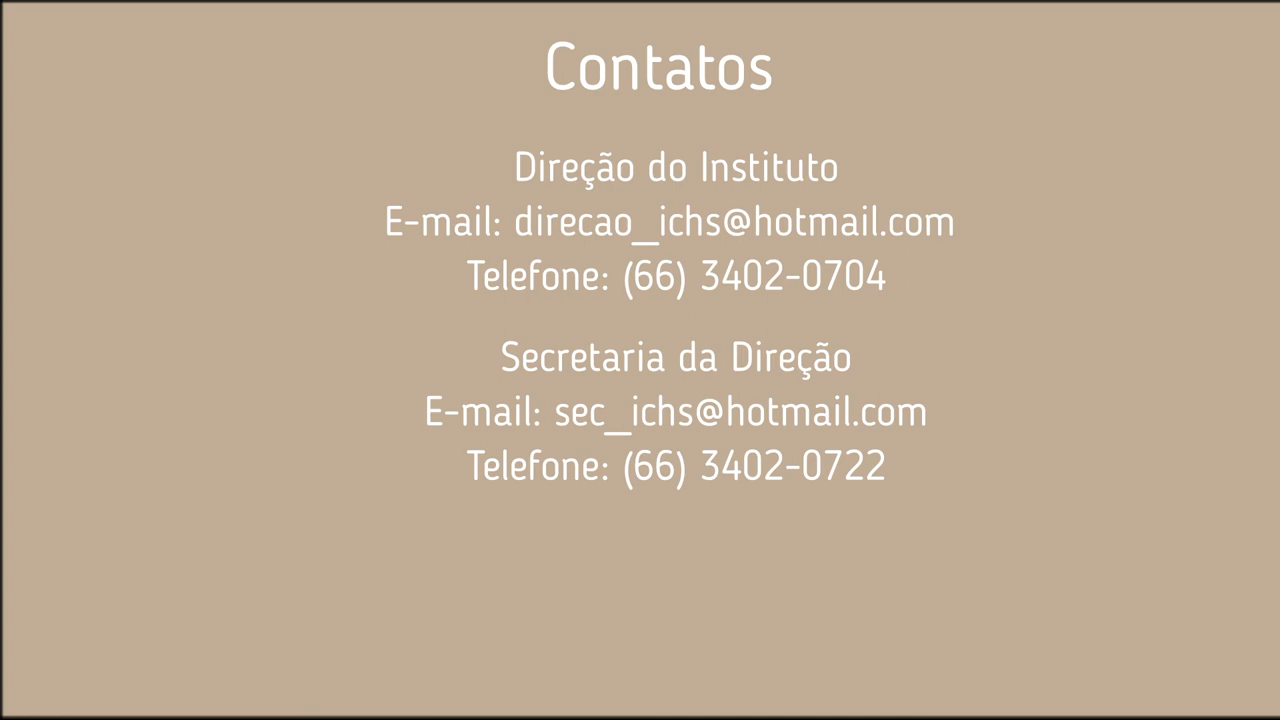 Contatos
Direção do Instituto
E-mail: direcao_ichs@hotmail.com
Telefone: (66) 3402-0704
Secretaria da Direção
E-mail: sec_ichs@hotmail.com
Telefone: (66) 3402-0722